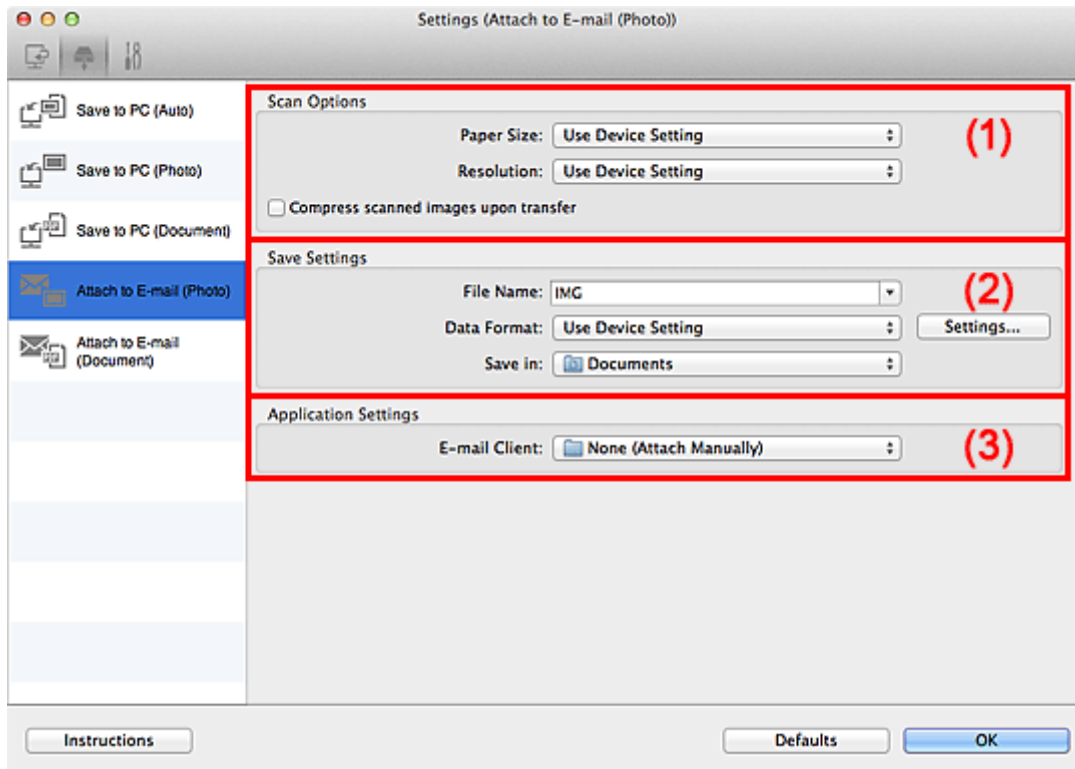 Settings (Attach to E-mail (Photo))
Save to PC (Auto)
Save to PC (Photo)
Save to PC (Document)
Attach to E-mail (Photo)
Attach to E-mail
(Document)
Scan Options
(1)
Paper Size: Use Device Setting
Resolution: Use Device Setting
Compress scanned images upon transfer
Save Settings
(2)
File Name: IMG
Data Format: Use Device Setting Settings...
Save in: Documents
Application Settings
E-mail Client: None (Attach Manually) (3)
Instructions Defaults OK